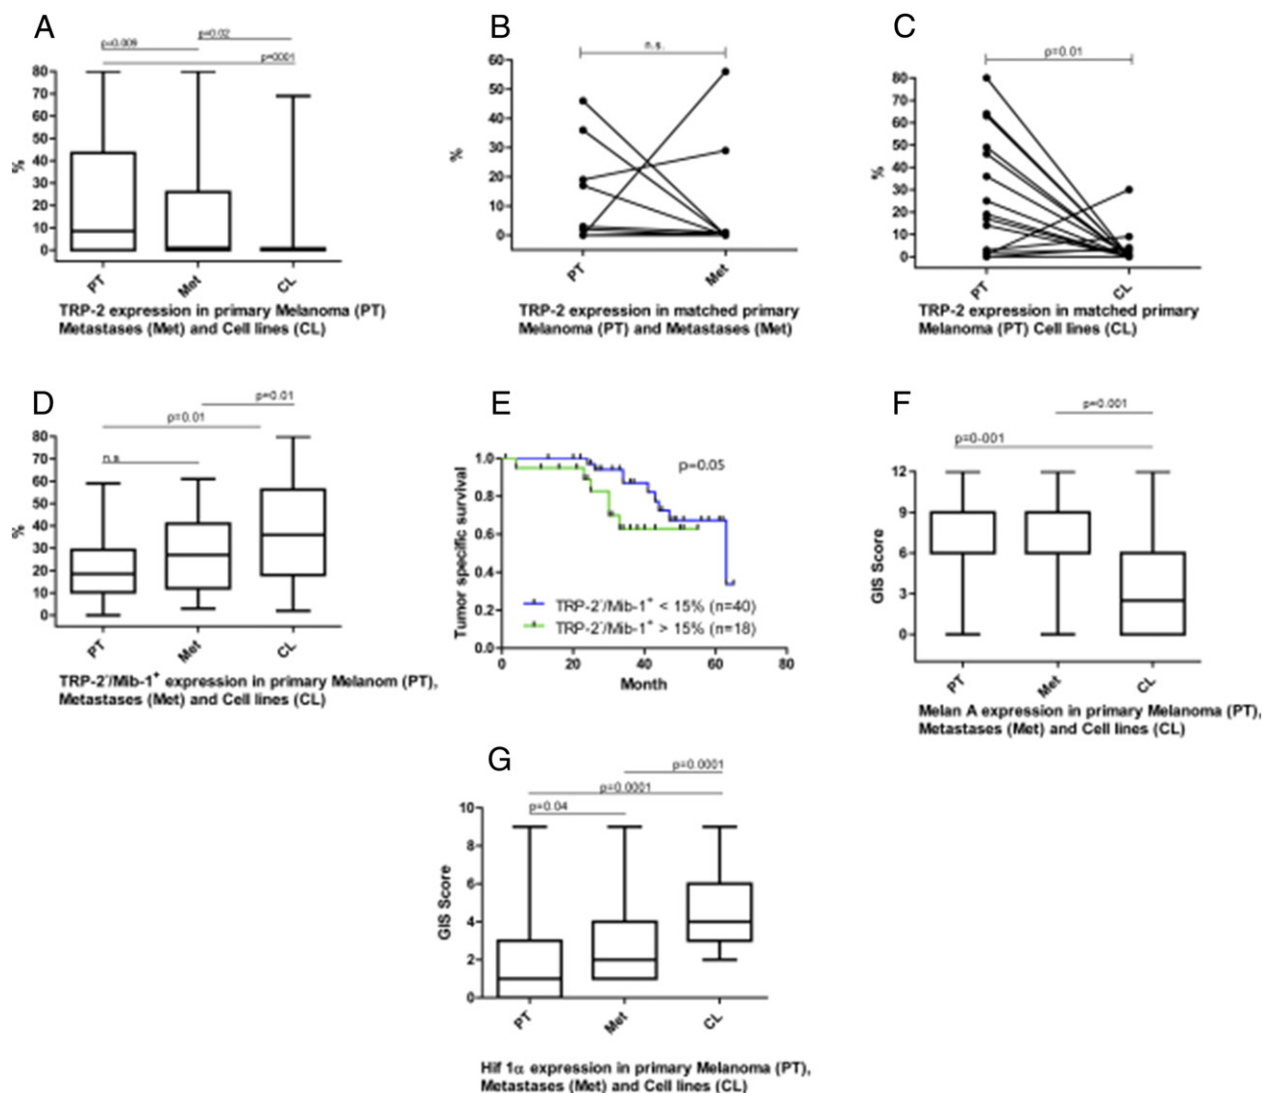 A
p=0.009
p=0.02
p=0001
80
70
60
50
40
30
20
10
0
%
PT
Met
CL
TRP-2 expression in primary Melanoma (PT)
Metastases (Met) and Cell lines (CL)
B
n.s.
60
50
40
30
20
10
0
%
PT
Met
TRP-2 expression in matched primary
Melanoma (PT) and Metastases (Met)
C
p=0.01
80
70
60
50
40
30
20
10
0
%
PT
CL
TRP-2 expression in matched primary
Melanoma (PT) Cell lines (CL)
D
p=0.01
p=0.01
n.s
80
70
60
50
40
30
20
10
0
%
PT
Met
CL
TRP-2⁻/Mib-1⁺ expression in primary Melanom (PT),
Metastases (Met) and Cell lines (CL)
E
p=0.05
1.0
0.8
0.6
0.4
0.2
0.0
Tumor specific survival
TRP-2⁻/Mib-1⁺ < 15% (n=40)
TRP-2⁻/Mib-1⁺ > 15% (n=18)
0
20
40
60
80
Month
F
p=0.001
p=0-001
12
9
6
3
0
GIS Score
PT
Met
CL
Melan A expression in primary Melanoma (PT),
Metastases (Met) and Cell lines (CL)
G
p=0.0001
p=0.0001
p=0.04
10
8
6
4
2
0
GIS Score
PT
Met
CL
Hif 1α expression in primary Melanoma (PT),
Metastases (Met) and Cell lines (CL)